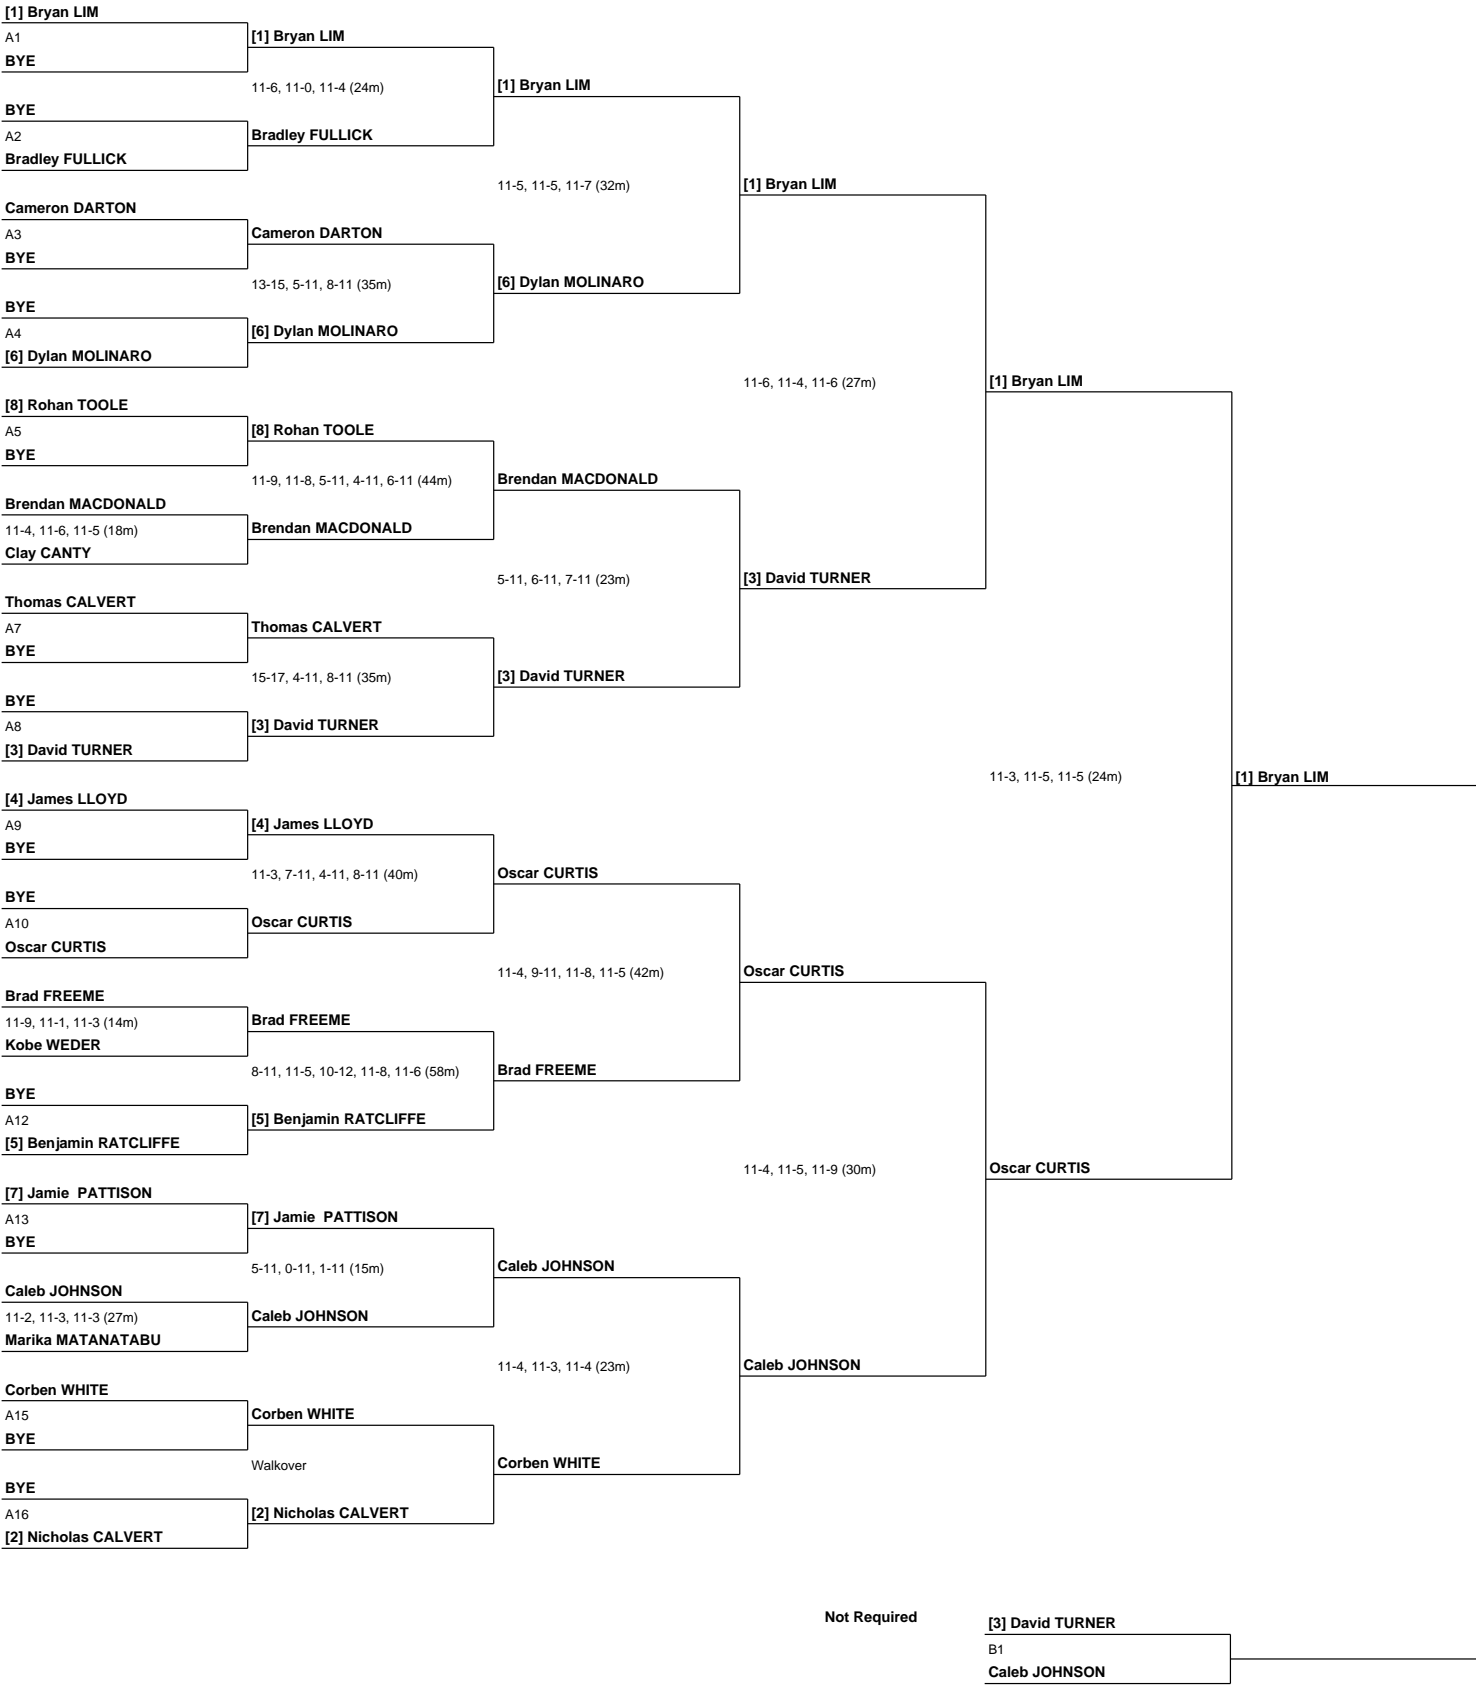 [1] Bryan LIM
A1
[1] Bryan LIM
BYE
11-6, 11-0, 11-4 (24m)
[1] Bryan LIM
BYE
A2
Bradley FULLICK
Bradley FULLICK
11-5, 11-5, 11-7 (32m)
[1] Bryan LIM
Cameron DARTON
A3
Cameron DARTON
BYE
13-15, 5-11, 8-11 (35m)
[6] Dylan MOLINARO
BYE
A4
[6] Dylan MOLINARO
[6] Dylan MOLINARO
11-6, 11-4, 11-6 (27m)
[1] Bryan LIM
[8] Rohan TOOLE
A5
[8] Rohan TOOLE
BYE
11-9, 11-8, 5-11, 4-11, 6-11 (44m)
Brendan MACDONALD
Brendan MACDONALD
11-4, 11-6, 11-5 (18m)
Brendan MACDONALD
Clay CANTY
5-11, 6-11, 7-11 (23m)
[3] David TURNER
Thomas CALVERT
A7
Thomas CALVERT
BYE
15-17, 4-11, 8-11 (35m)
[3] David TURNER
BYE
A8
[3] David TURNER
[3] David TURNER
11-3, 11-5, 11-5 (24m)
[1] Bryan LIM
[4] James LLOYD
A9
[4] James LLOYD
BYE
11-3, 7-11, 4-11, 8-11 (40m)
Oscar CURTIS
BYE
A10
Oscar CURTIS
Oscar CURTIS
11-4, 9-11, 11-8, 11-5 (42m)
Oscar CURTIS
Brad FREEME
11-9, 11-1, 11-3 (14m)
Brad FREEME
Kobe WEDER
8-11, 11-5, 10-12, 11-8, 11-6 (58m)
Brad FREEME
BYE
A12
[5] Benjamin RATCLIFFE
[5] Benjamin RATCLIFFE
11-4, 11-5, 11-9 (30m)
Oscar CURTIS
[7] Jamie  PATTISON
A13
[7] Jamie  PATTISON
BYE
5-11, 0-11, 1-11 (15m)
Caleb JOHNSON
Caleb JOHNSON
11-2, 11-3, 11-3 (27m)
Caleb JOHNSON
Marika MATANATABU
11-4, 11-3, 11-4 (23m)
Caleb JOHNSON
Corben WHITE
A15
Corben WHITE
BYE
Walkover
Corben WHITE
BYE
A16
[2] Nicholas CALVERT
[2] Nicholas CALVERT
Not Required
[3] David TURNER
B1
Caleb JOHNSON